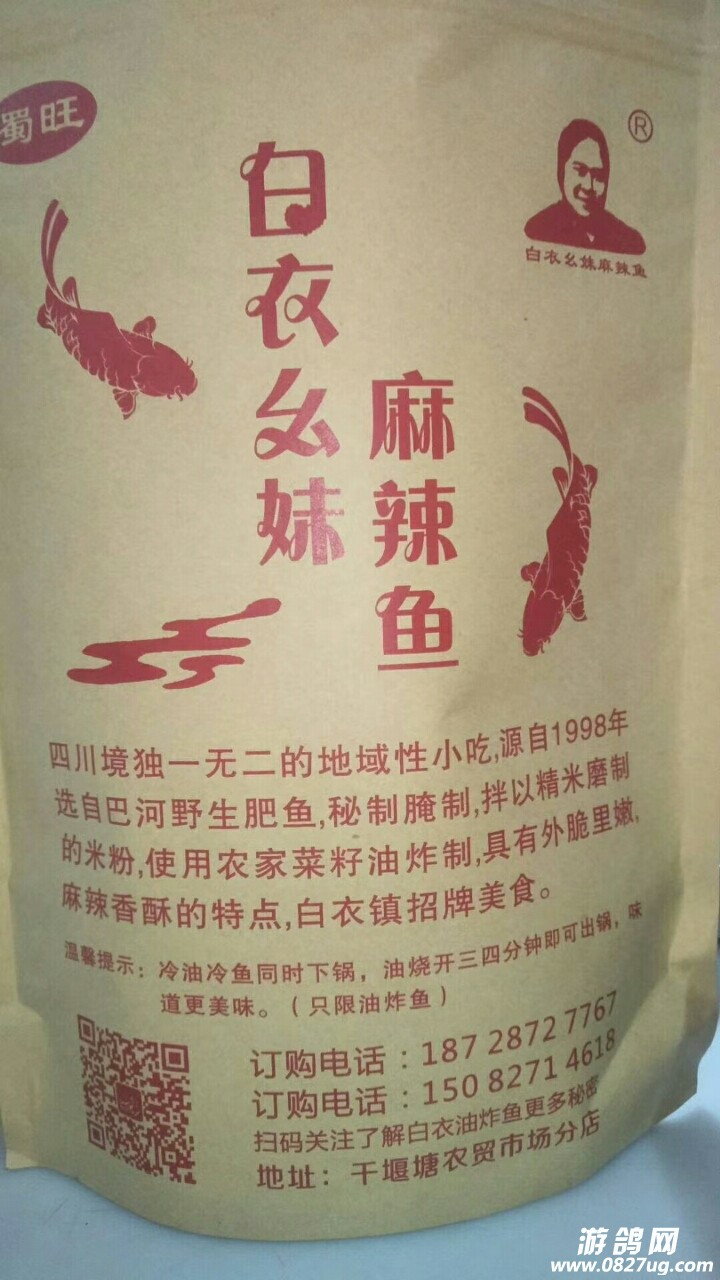 蜀旺
®
白衣幺妹麻辣鱼
白衣幺妹
麻辣鱼
四川境独一无二的地域性小吃,源自1998年
选自巴河野生肥鱼,秘制腌制,拌以精米磨制
的米粉,使用农家菜籽油炸制,具有外脆里嫩,
麻辣香酥的特点,白衣镇招牌美食。
温馨提示：冷油冷鱼同时下锅，油烧开三四分钟即可出锅，味
道更美味。（只限油炸鱼）
订购电话：187 2872 7767
订购电话：150 8271 4618
扫码关注了解白衣油炸鱼更多秘密
地址：干堰塘农贸市场分店
游鸽网
www.0827ug.com